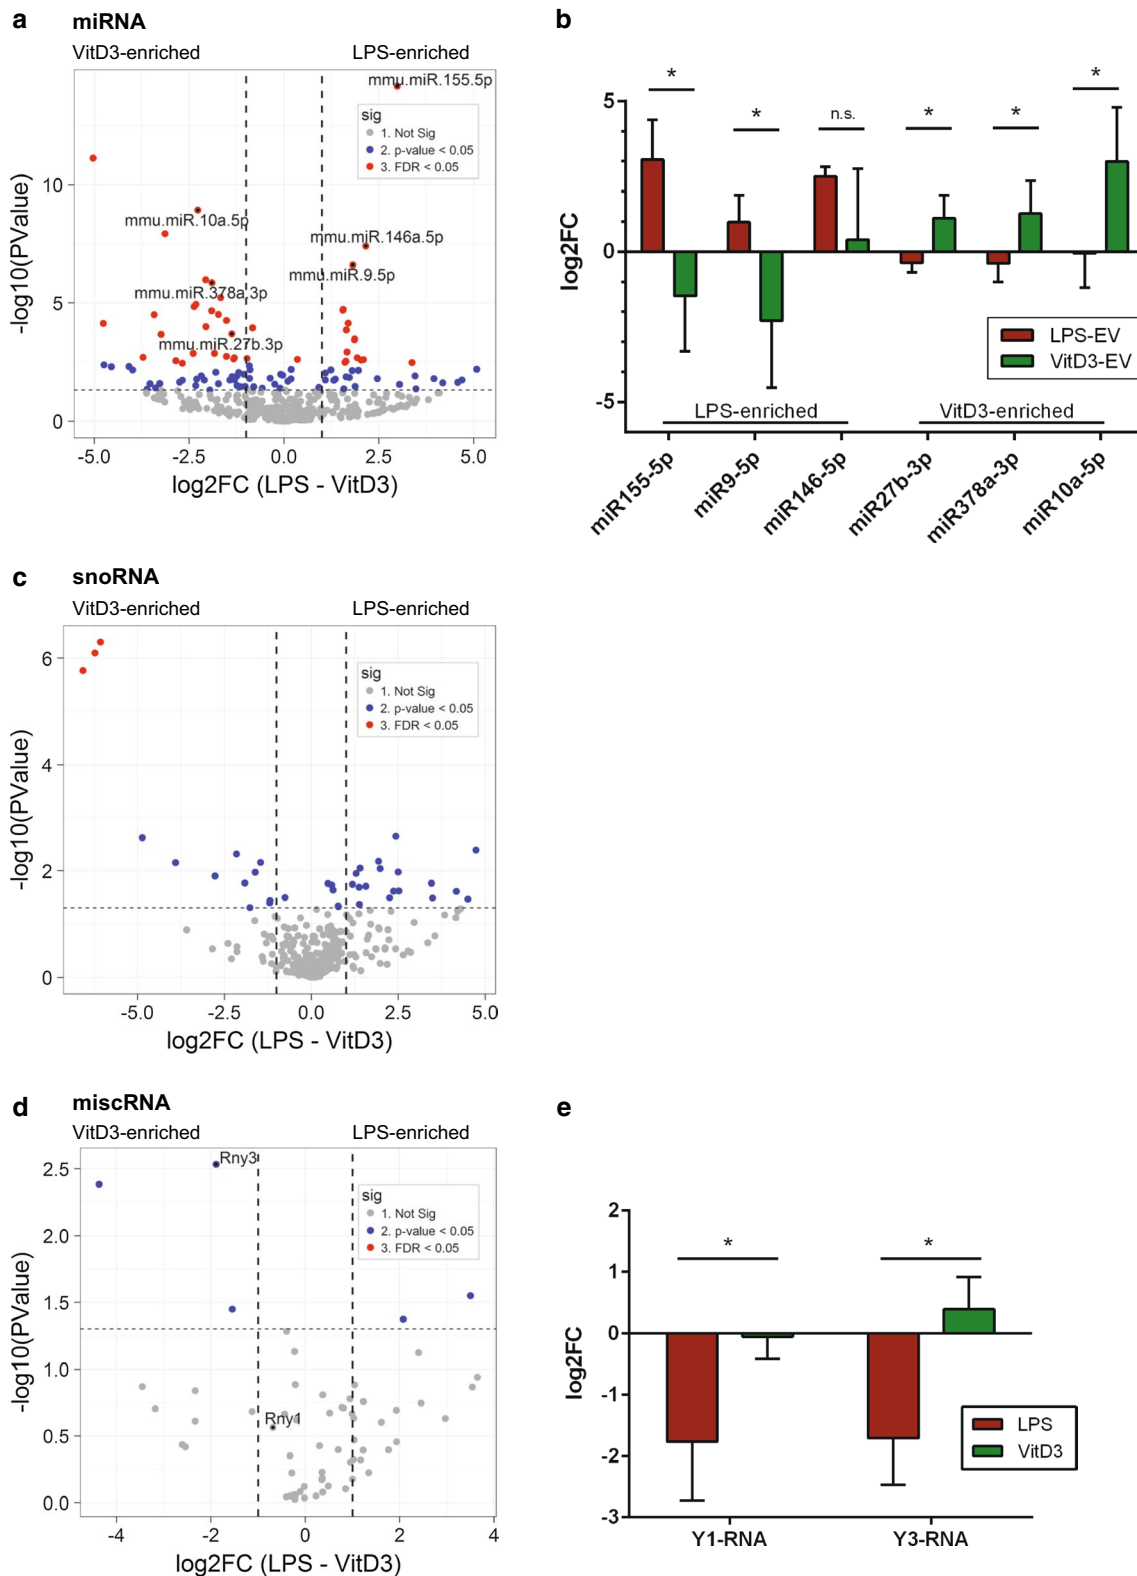 a miRNA
VitD3-enriched LPS-enriched
mmu.miR.155.5p
sig
1. Not Sig
2. p-value < 0.05
3. FDR < 0.05
mmu.miR.10a.5p
mmu.miR.146a.5p
mmu.miR.9.5p
mmu.miR.378a.3p
mmu.miR.27b.3p
-log10(PValue)
10
5
0
-5.0 -2.5 0.0 2.5 5.0
log2FC (LPS - VitD3)
b
* * n.s. * * *
log2FC
5
0
-5
LPS-EV
VitD3-EV
LPS-enriched VitD3-enriched
miR155-5p miR9-5p miR146-5p miR27b-3p miR378a-3p miR10a-5p
c snoRNA
VitD3-enriched LPS-enriched
sig
1. Not Sig
2. p-value < 0.05
3. FDR < 0.05
-log10(PValue)
6
4
2
0
-5.0 -2.5 0.0 2.5 5.0
log2FC (LPS - VitD3)
d miscRNA
VitD3-enriched LPS-enriched
Rny3
sig
1. Not Sig
2. p-value < 0.05
3. FDR < 0.05
Rny1
-log10(PValue)
2.5
2.0
1.5
1.0
0.5
0.0
-4 -2 0 2 4
log2FC (LPS - VitD3)
e
* *
log2FC
2
1
0
-1
-2
-3
LPS
VitD3
Y1-RNA Y3-RNA